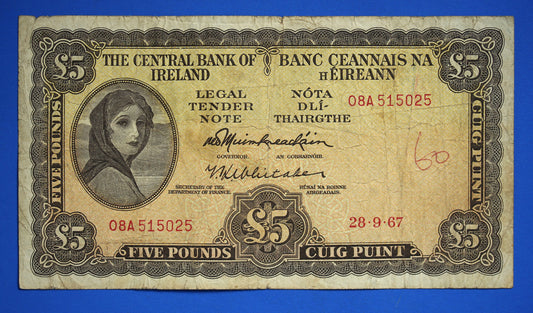 £5 THE CENTRAL BANK OF IRELAND BANC CEANNAIS NA HÉIREANN £5
LEGAL TENDER NOTE
NÓTA DLÍ-THAIRGTHE
08A 515025
60
GOVERNOR. AN GOBHARNÓIR.
T.K. Whitaker
SECRETARY OF THE DEPARTMENT OF FINANCE.
RÚNAÍ NA ROINNE AIRGEADAIS.
08A 515025
28·9·67
FIVE POUNDS
CÚIG PUINT
£5 £5 £5
FIVE POUNDS
CÚIG PUINT